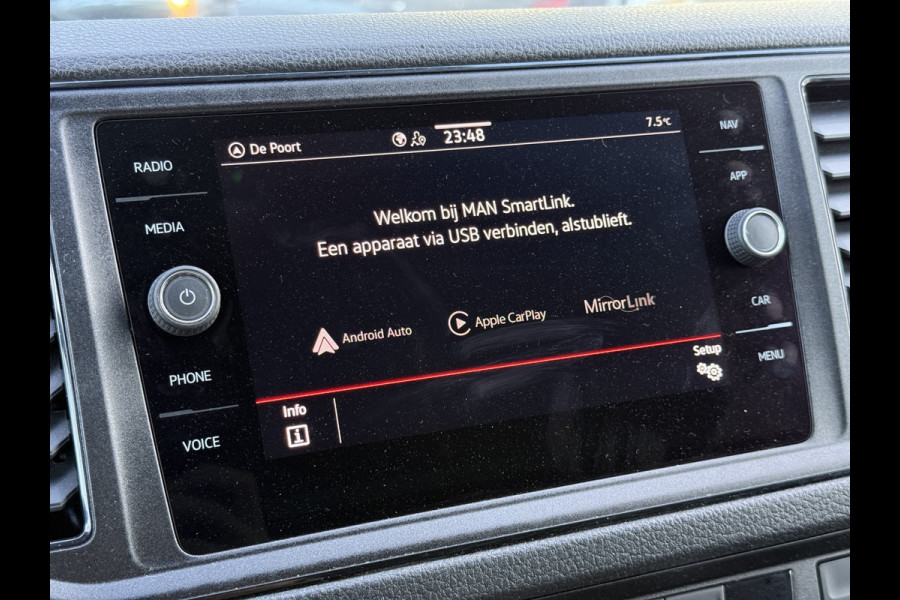 RADIO
MEDIA
PHONE
VOICE
De Poort
23:48
7.5°C
Welkom bij MAN SmartLink.
Een apparaat via USB verbinden, alstublieft.
Android Auto
Apple CarPlay
MirrorLink
Setup
Info
NAV
APP
CAR
MENU